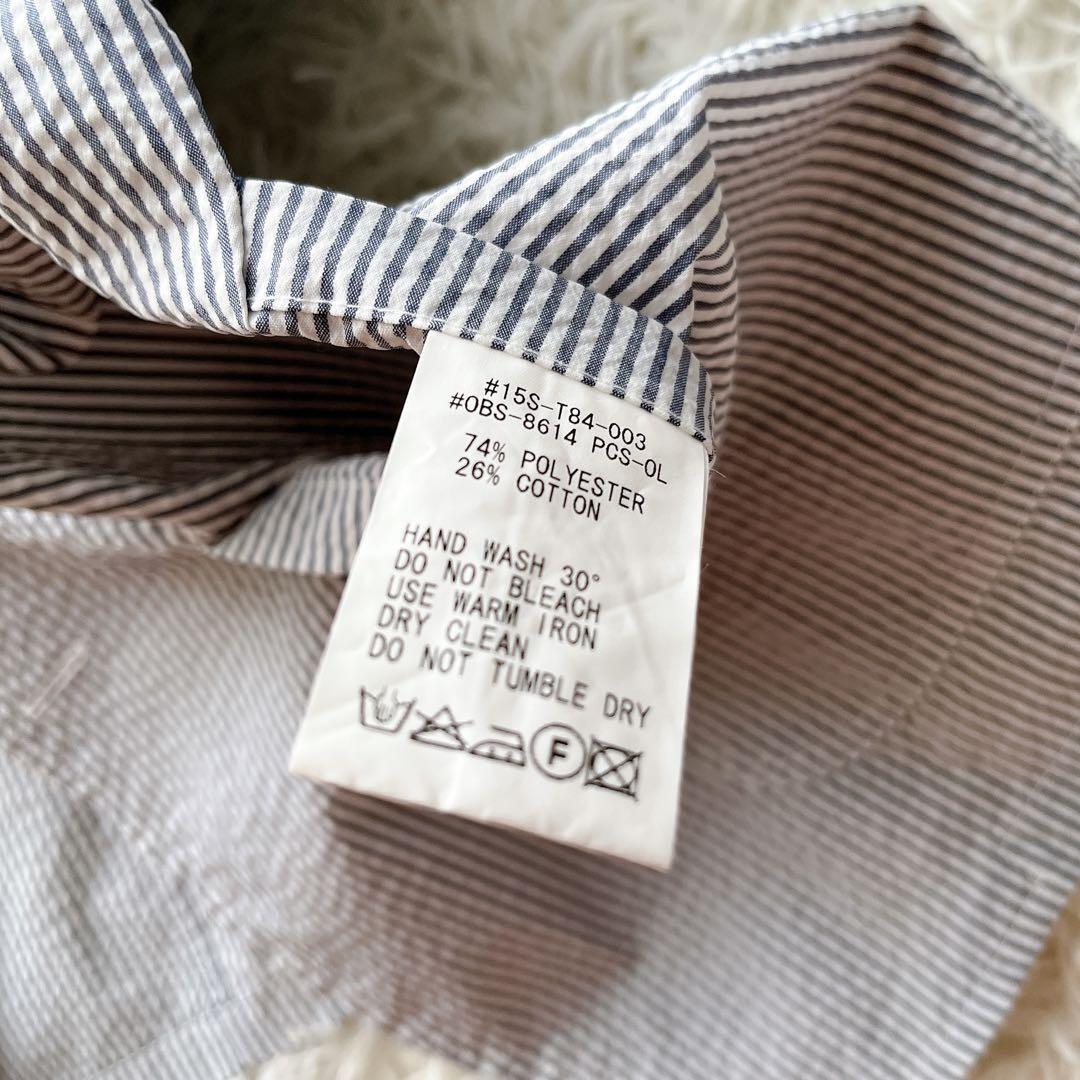 #15S-T84-003
#OBS-8614 PCS-OL
74% POLYESTER
26% COTTON
HAND WASH 30°
DO NOT BLEACH
USE WARM IRON
DRY CLEAN
DO NOT TUMBLE DRY
F